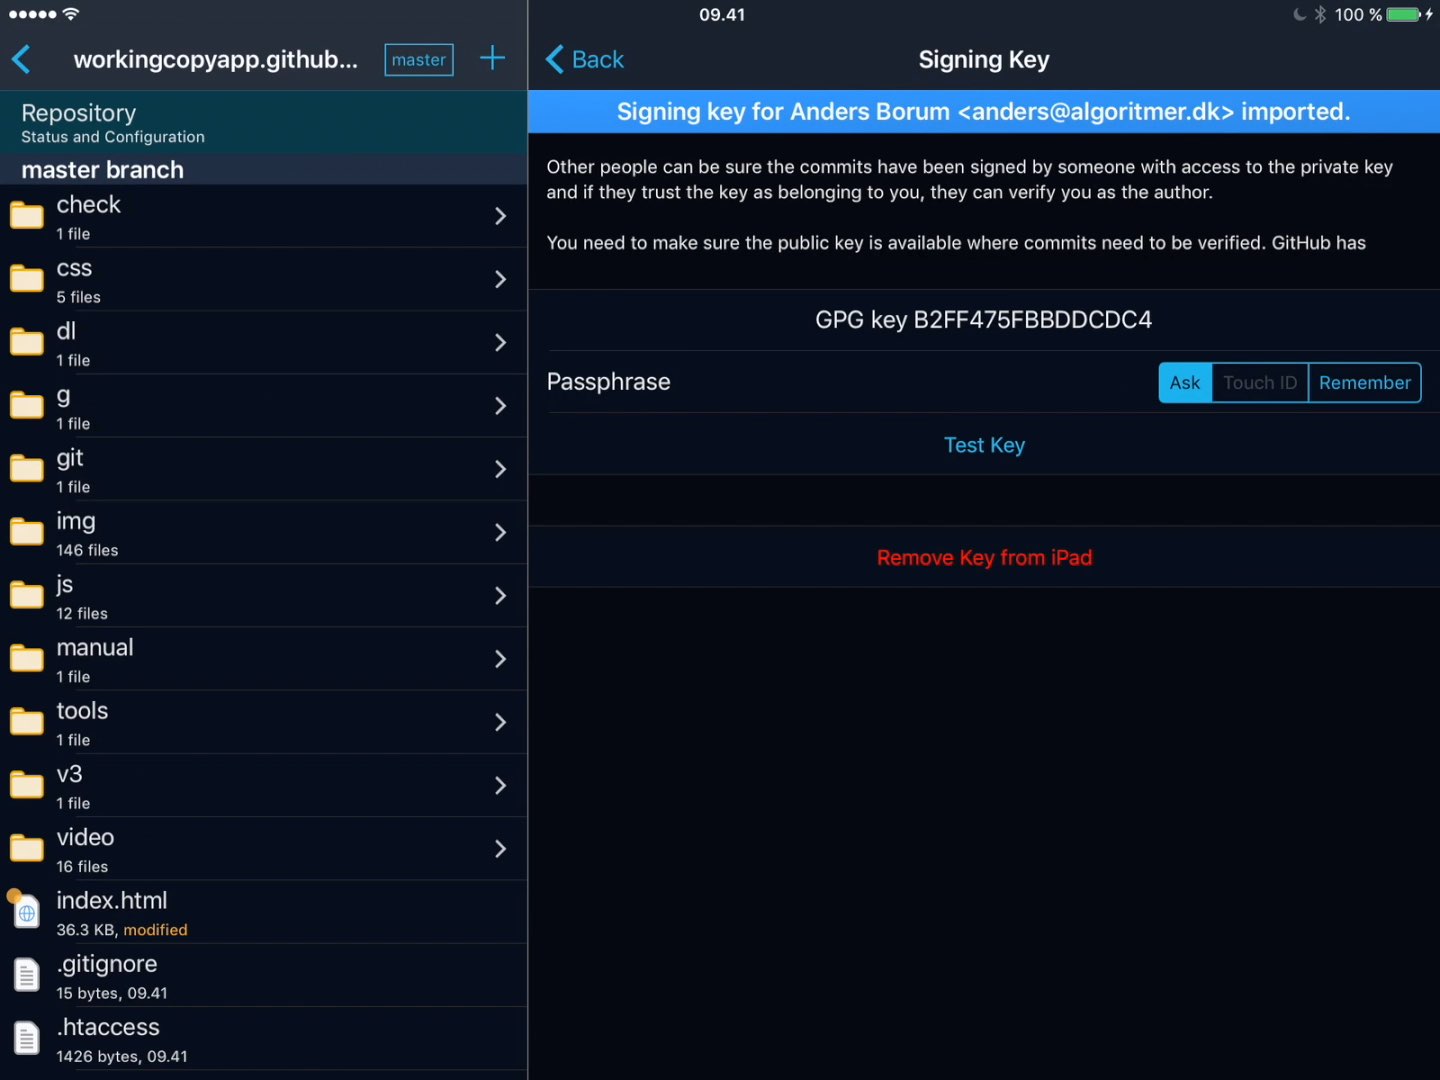 09.41
100 %
workingcopyapp.github...
master
Repository
Status and Configuration
master branch
check
1 file
css
5 files
dl
1 file
g
1 file
git
1 file
img
146 files
js
12 files
manual
1 file
tools
1 file
v3
1 file
video
16 files
index.html
36.3 KB, modified
.gitignore
15 bytes, 09.41
.htaccess
1426 bytes, 09.41
Back
Signing Key
Signing key for Anders Borum <anders@algoritmer.dk> imported.
Other people can be sure the commits have been signed by someone with access to the private key
and if they trust the key as belonging to you, they can verify you as the author.
You need to make sure the public key is available where commits need to be verified. GitHub has
GPG key B2FF475FBBDDCDC4
Passphrase
Ask
Touch ID
Remember
Test Key
Remove Key from iPad